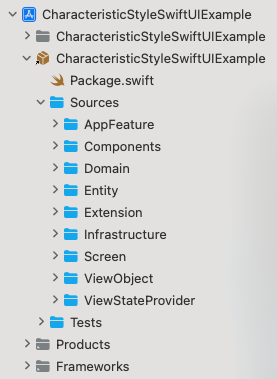 CharacteristicStyleSwiftUIExample
CharacteristicStyleSwiftUIExample
CharacteristicStyleSwiftUIExample
Package.swift
Sources
AppFeature
Components
Domain
Entity
Extension
Infrastructure
Screen
ViewObject
ViewStateProvider
Tests
Products
Frameworks